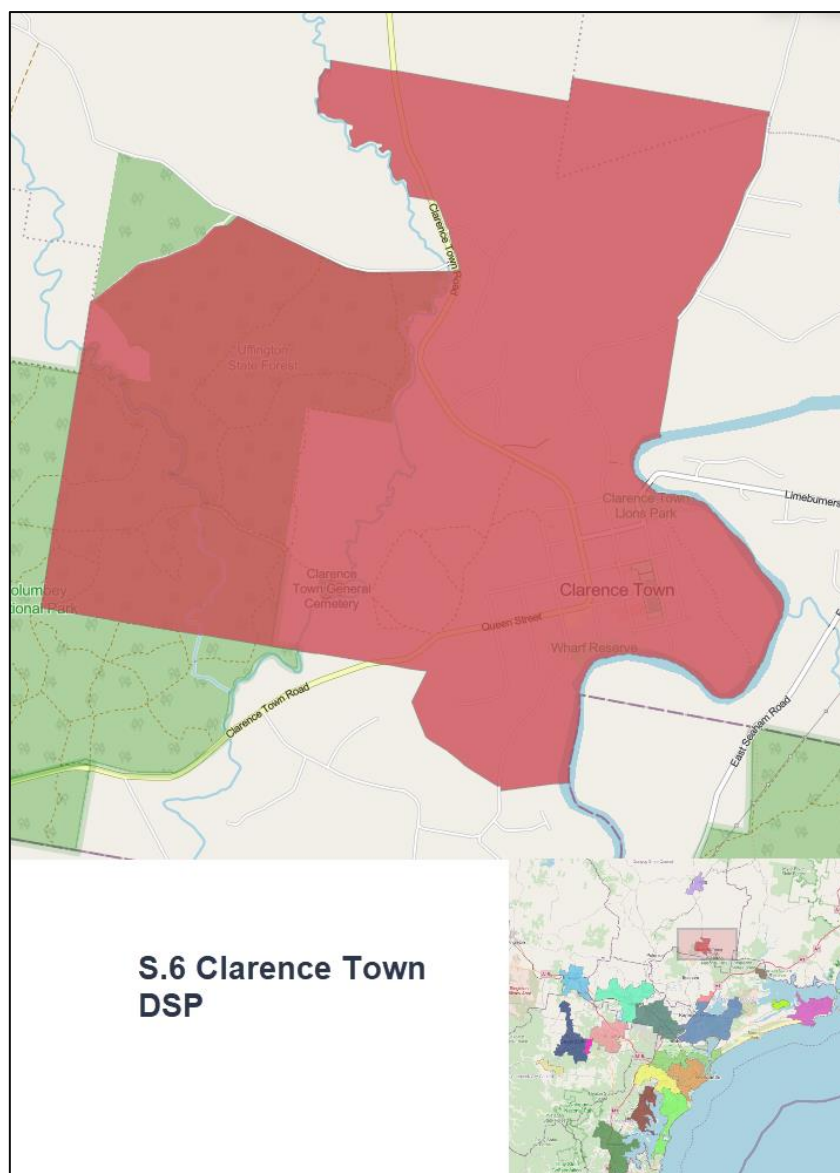 Clarence Town Road
Uffington
State Forest
Clarence Town
Lions Park
Limeburners
Clarence
Town General
Cemetery
Clarence Town
olumbey
tional Park
Queen Street
Wharf Reserve
Clarence Town Road
East Seaham Road
S.6 Clarence Town
DSP